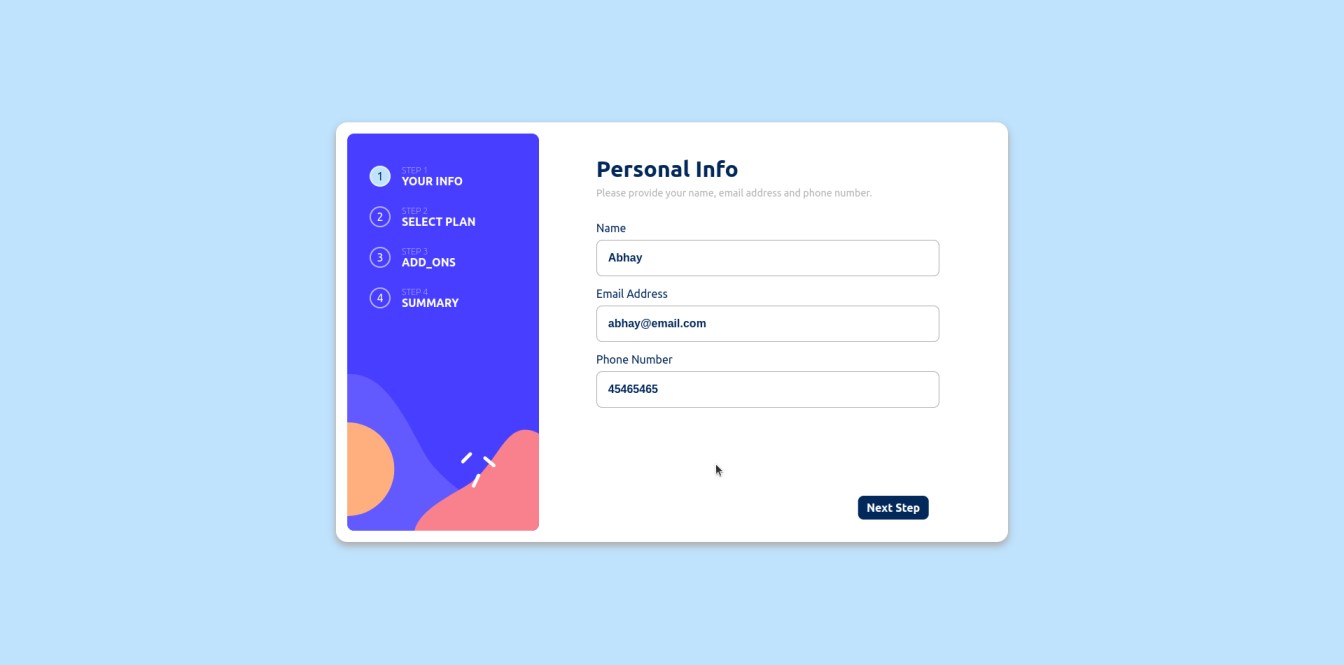 1
STEP 1
YOUR INFO
2
STEP 2
SELECT PLAN
3
STEP 3
ADD_ONS
4
STEP 4
SUMMARY
Personal Info
Please provide your name, email address and phone number.
Name
Abhay
Email Address
abhay@email.com
Phone Number
45465465
Next Step